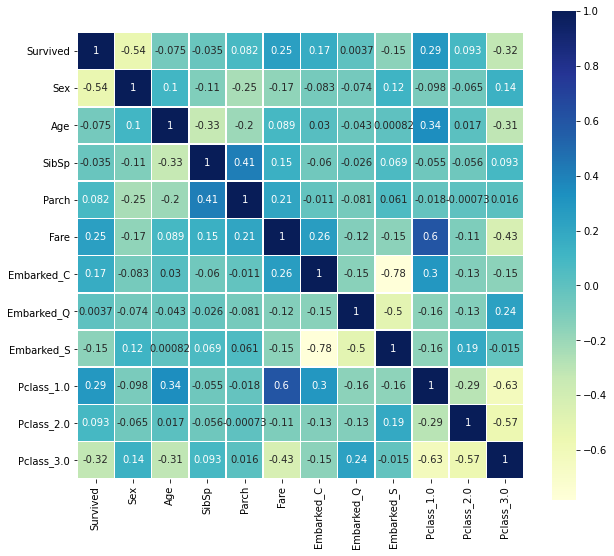 Survived 1 -0.54 -0.075 -0.035 0.082 0.25 0.17 0.0037 -0.15 0.29 0.093 -0.32
Sex -0.54 1 0.1 -0.11 -0.25 -0.17 -0.083 -0.074 0.12 -0.098 -0.065 0.14
Age -0.075 0.1 1 -0.33 -0.2 0.089 0.03 -0.043 0.00082 0.34 0.017 -0.31
SibSp -0.035 -0.11 -0.33 1 0.41 0.15 -0.06 -0.026 0.069 -0.055 -0.056 0.093
Parch 0.082 -0.25 -0.2 0.41 1 0.21 -0.011 -0.081 0.061 -0.018 -0.00073 0.016
Fare 0.25 -0.17 0.089 0.15 0.21 1 0.26 -0.12 -0.15 0.6 -0.11 -0.43
Embarked_C 0.17 -0.083 0.03 -0.06 -0.011 0.26 1 -0.15 -0.78 0.3 -0.13 -0.15
Embarked_Q 0.0037 -0.074 -0.043 -0.026 -0.081 -0.12 -0.15 1 -0.5 -0.16 -0.13 0.24
Embarked_S -0.15 0.12 0.00082 0.069 0.061 -0.15 -0.78 -0.5 1 -0.16 0.19 -0.015
Pclass_1.0 0.29 -0.098 0.34 -0.055 -0.018 0.6 0.3 -0.16 -0.16 1 -0.29 -0.63
Pclass_2.0 0.093 -0.065 0.017 -0.056 -0.00073 -0.11 -0.13 -0.13 0.19 -0.29 1 -0.57
Pclass_3.0 -0.32 0.14 -0.31 0.093 0.016 -0.43 -0.15 0.24 -0.015 -0.63 -0.57 1
Survived
Sex
Age
SibSp
Parch
Fare
Embarked_C
Embarked_Q
Embarked_S
Pclass_1.0
Pclass_2.0
Pclass_3.0
1.0
0.8
0.6
0.4
0.2
0.0
-0.2
-0.4
-0.6